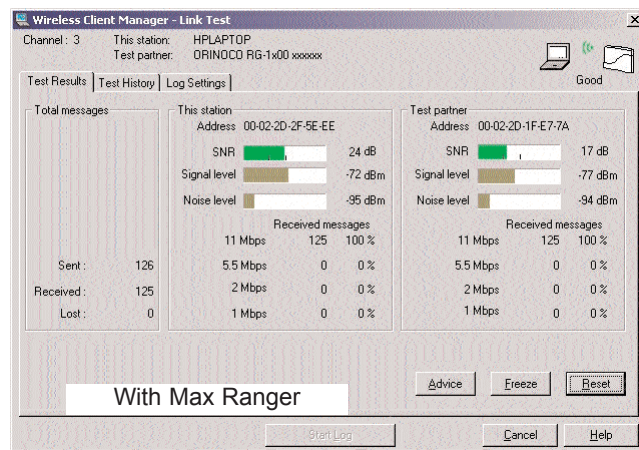 Wireless Client Manager - Link Test
Channel: 3 This station: HPLAPTOP
Test partner: ORINOCO RG-1x00 xxxxxx
Good
Test Results Test History Log Settings
Total messages
Sent: 126
Received: 125
Lost: 0
This station
Address 00-02-2D-2F-5E-EE
SNR 24 dB
Signal level -72 dBm
Noise level -95 dBm
Received messages
11 Mbps 125 100 %
5.5 Mbps 0 0 %
2 Mbps 0 0 %
1 Mbps 0 0 %
Test partner
Address 00-02-2D-1F-E7-7A
SNR 17 dB
Signal level -77 dBm
Noise level -94 dBm
Received messages
11 Mbps 125 100 %
5.5 Mbps 0 0 %
2 Mbps 0 0 %
1 Mbps 0 0 %
With Max Ranger
Advice Freeze Reset
Start Log Cancel Help